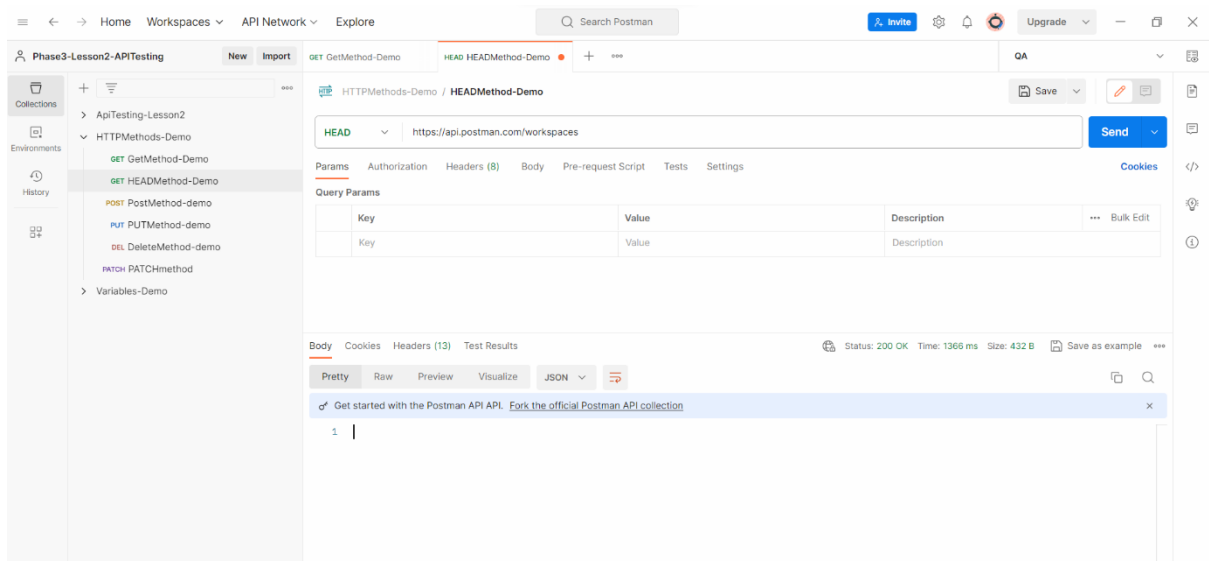 Home Workspaces API Network Explore Search Postman Invite Upgrade
Phase3-Lesson2-APITesting New Import GET GetMethod-Demo HEAD HEADMethod-Demo QA
Collections
Environments
History
ApiTesting-Lesson2
HTTPMethods-Demo
GET GetMethod-Demo
GET HEADMethod-Demo
POST PostMethod-demo
PUT PUTMethod-demo
DEL DeleteMethod-demo
PATCH PATCHmethod
Variables-Demo
HTTP HTTPMethods-Demo / HEADMethod-Demo Save
HEAD https://api.postman.com/workspaces Send
Params Authorization Headers (8) Body Pre-request Script Tests Settings Cookies
Query Params
Key Value Description Bulk Edit
Key Value Description
Body Cookies Headers (13) Test Results Status: 200 OK Time: 1366 ms Size: 432 B Save as example
Pretty Raw Preview Visualize JSON
Get started with the Postman API API. Fork the official Postman API collection
1